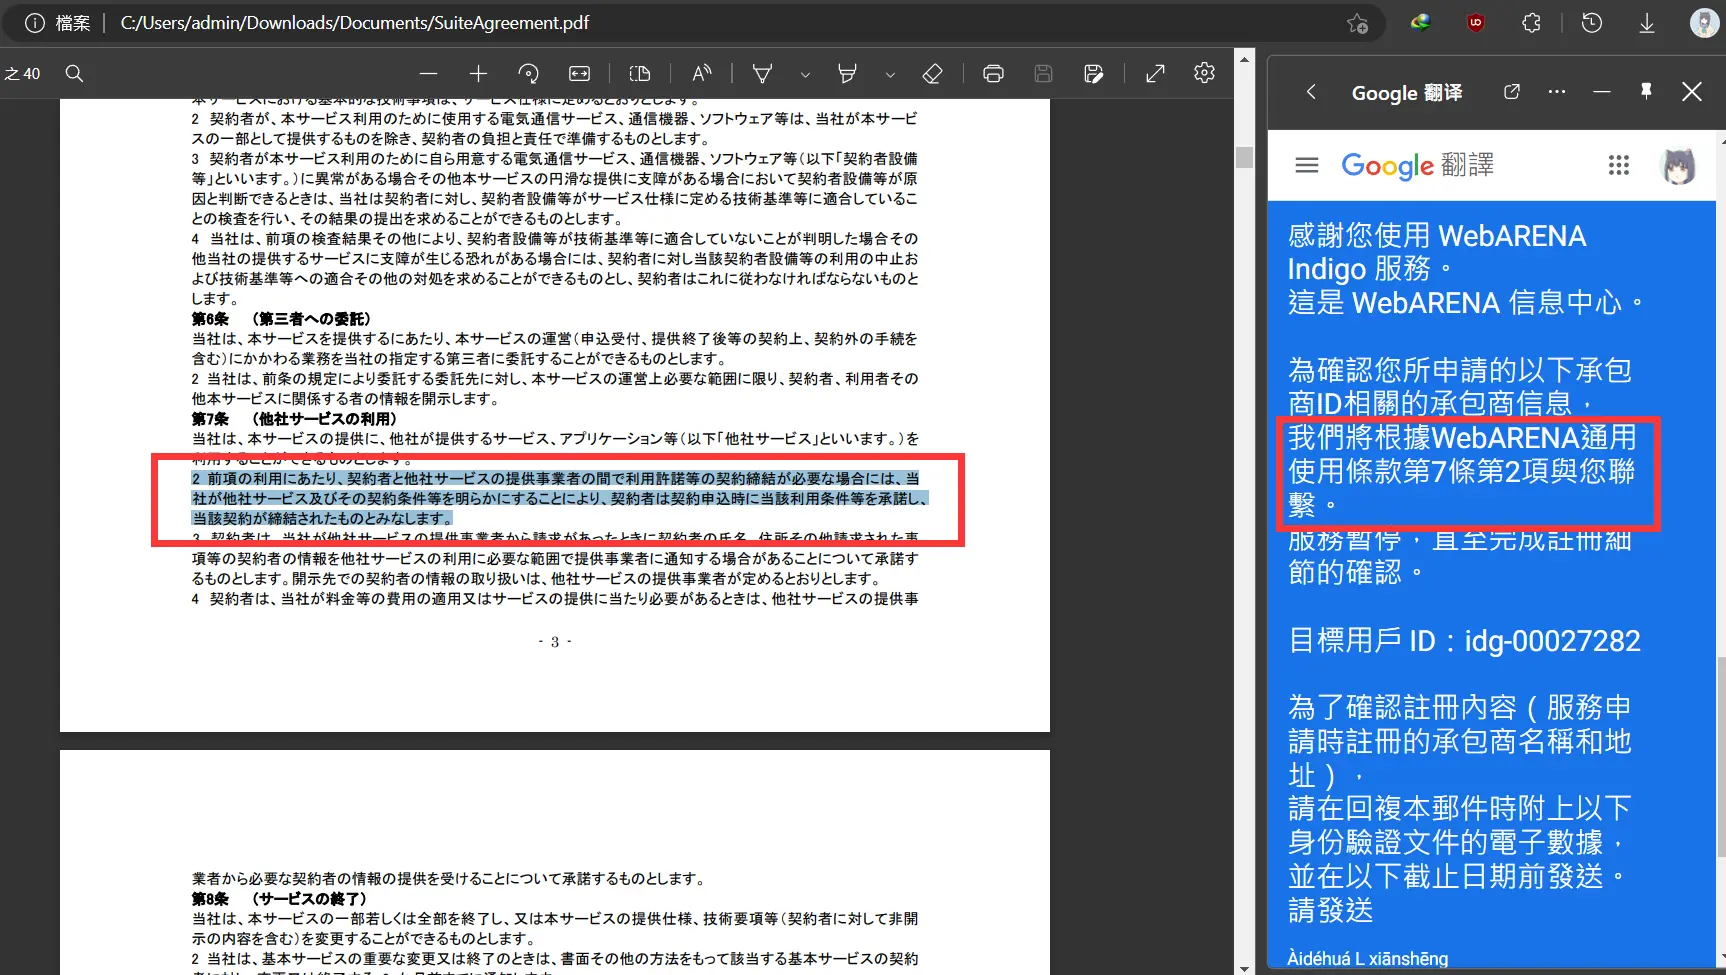 檔案
C:/Users/admin/Downloads/Documents/SuiteAgreement.pdf
之 40
本サービスにおける基本的な技術事項は、サービス仕様に定めるとおりとします。
2 契約者が、本サービス利用のために使用する電気通信サービス、通信機器、ソフトウェア等は、当社が本サービ
スの一部として提供するものを除き、契約者の負担と責任で準備するものとします。
3 契約者が本サービス利用のために自ら用意する電気通信サービス、通信機器、ソフトウェア等（以下「契約者設備
等」といいます。）に異常がある場合その他本サービスの円滑な提供に支障がある場合において契約者設備等が原
因と判断できるときは、当社は契約者に対し、契約者設備等がサービス仕様に定める技術基準等に適合しているこ
との検査を行い、その結果の提出を求めることができるものとします。
4 当社は、前項の検査結果その他により、契約者設備等が技術基準等に適合していないことが判明した場合その
他当社の提供するサービスに支障が生じる恐れがある場合には、契約者に対し当該契約者設備等の利用の中止お
よび技術基準等への適合その他の対処を求めることができるものとし、契約者はこれに従わなければならないものと
します。
第6条 （第三者への委託）
当社は、本サービスを提供するにあたり、本サービスの運営（申込受付、提供終了後等の契約上、契約外の手続を
含む）にかかわる業務を当社の指定する第三者に委託することができるものとします。
2 当社は、前条の規定により委託する委託先に対し、本サービスの運営上必要な範囲に限り、契約者、利用者その
他本サービスに関係する者の情報を開示します。
第7条 （他社サービスの利用）
当社は、本サービスの提供に、他社が提供するサービス、アプリケーション等（以下「他社サービス」といいます。）を
利用することができるものとします。
2 前項の利用にあたり、契約者と他社サービスの提供事業者の間で利用許諾等の契約締結が必要な場合には、当
社が他社サービス及びその契約条件等を明らかにすることにより、契約者は契約申込時に当該利用条件等を承諾し、
当該契約が締結されたものとみなします。
3 契約者は、当社が他社サービスの提供事業者から請求があったときに契約者の氏名、住所その他請求された事
項等の契約者の情報を他社サービスの利用に必要な範囲で提供事業者に通知する場合があることについて承諾す
るものとします。開示先での契約者の情報の取り扱いは、他社サービスの提供事業者が定めるとおりとします。
4 契約者は、当社が料金等の費用の適用又はサービスの提供に当たり必要があるときは、他社サービスの提供事
- 3 -
業者から必要な契約者の情報の提供を受けることについて承諾するものとします。
第8条 （サービスの終了）
当社は、本サービスの一部若しくは全部を終了し、又は本サービスの提供仕様、技術要項等（契約者に対して非開
示の内容を含む）を変更することができるものとします。
2 当社は、基本サービスの重要な変更又は終了のときは、書面その他の方法をもって該当する基本サービスの契約
Google 翻译
Google 翻譯
感謝您使用 WebARENA
Indigo 服務。
這是 WebARENA 信息中心。
為確認您所申請的以下承包
商ID相關的承包商信息，
我們將根據WebARENA通用
使用條款第7條第2項與您聯
繫。
服務暫停，直至完成註冊細
節的確認。
目標用戶 ID：idg-00027282
為了確認註冊內容（服務申
請時註冊的承包商名稱和地
址），
請在回複本郵件時附上以下
身份驗證文件的電子數據，
並在以下截止日期前發送。
請發送
Àidéhuá L xiānshēng